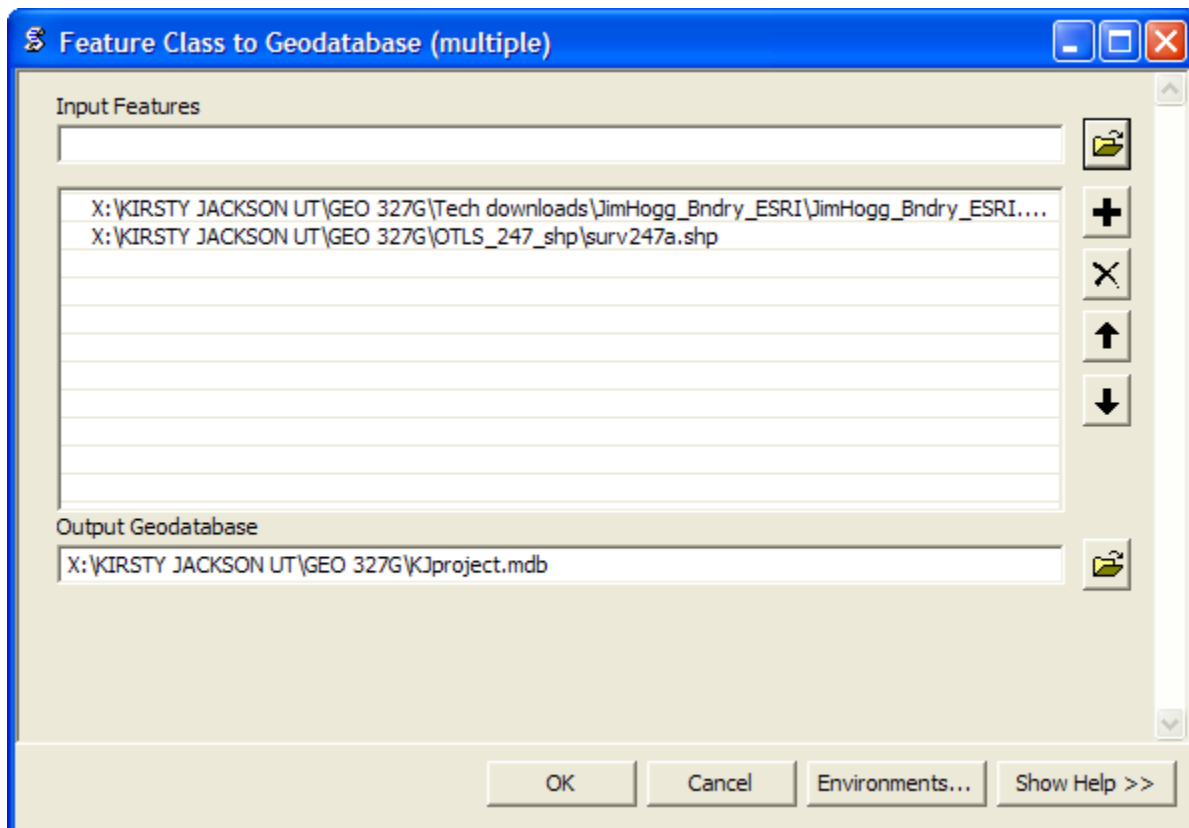 Feature Class to Geodatabase (multiple)
Input Features
X:\KIRSTY JACKSON UT\GEO 327G\Tech downloads\JimHogg_Bndry_ESRI\JimHogg_Bndry_ESRI....
X:\KIRSTY JACKSON UT\GEO 327G\OTLS_247_shp\surv247a.shp
Output Geodatabase
X:\KIRSTY JACKSON UT\GEO 327G\KJproject.mdb
OK Cancel Environments... Show Help >>